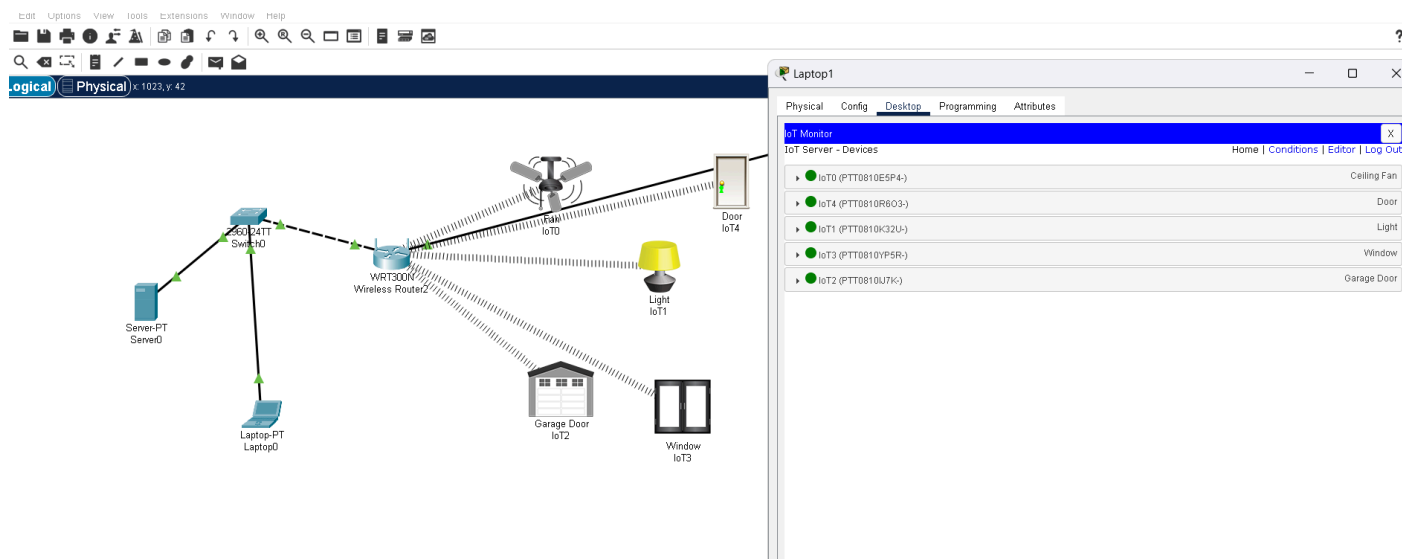 Edit Options View Tools Extensions Window Help
?
Logical Physical x: 1023, y: 42
Laptop1
Physical Config Desktop Programming Attributes
IoT Monitor X
IoT Server - Devices Home | Conditions | Editor | Log Out
IoT0 (PTT0810E5P4-) Ceiling Fan
IoT4 (PTT0810R6O3-) Door
IoT1 (PTT0810K32U-) Light
IoT3 (PTT0810YP5R-) Window
IoT2 (PTT0810IJ7K-) Garage Door
Fan
IoT0
Door
IoT4
2960-24TT
Switch0
WRT300N
Wireless Router2
Light
IoT1
Server-PT
Server0
Garage Door
IoT2
Laptop-PT
Laptop0
Window
IoT3